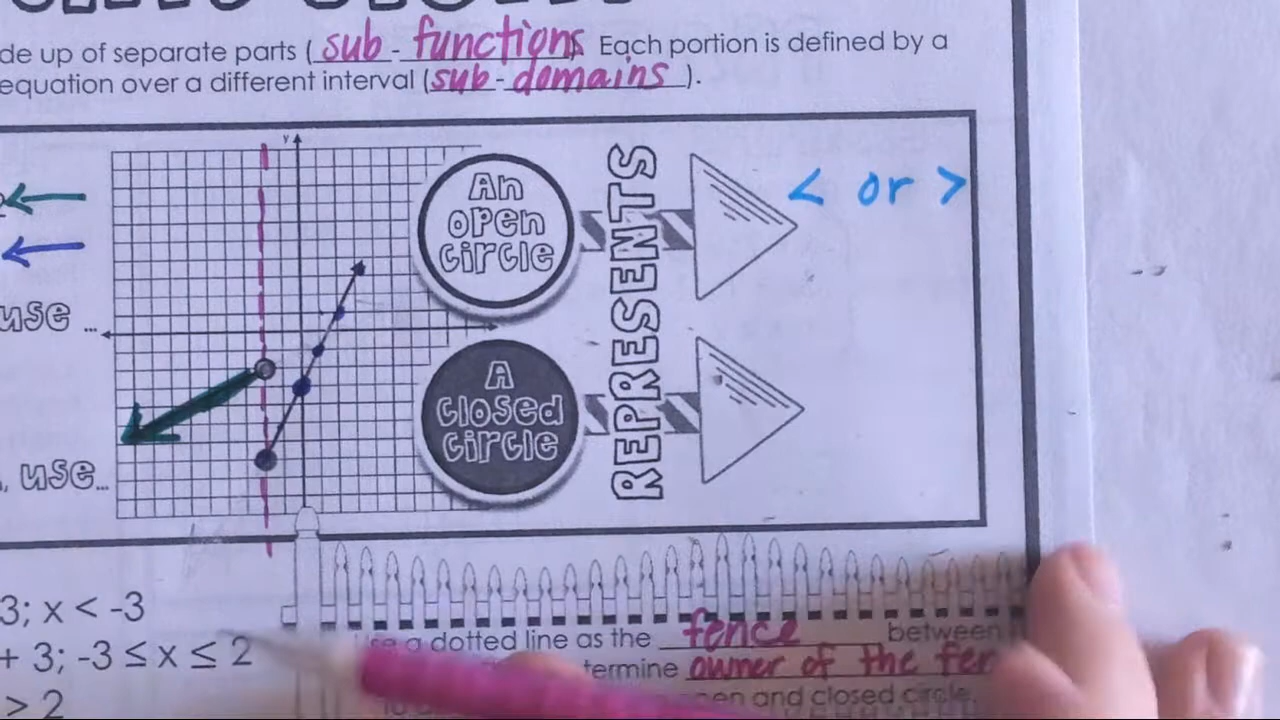 de up of separate parts (sub - functions). Each portion is defined by a
equation over a different interval (sub-domains).
y
An
open
circle
REPRESENTS
< or >
use ...
A
closed
circle
, use...
3; x < -3
+ 3; -3 ≤ x ≤ 2
> 2
a dotted line as the fence between
termine owner of the fen
en and closed circle.